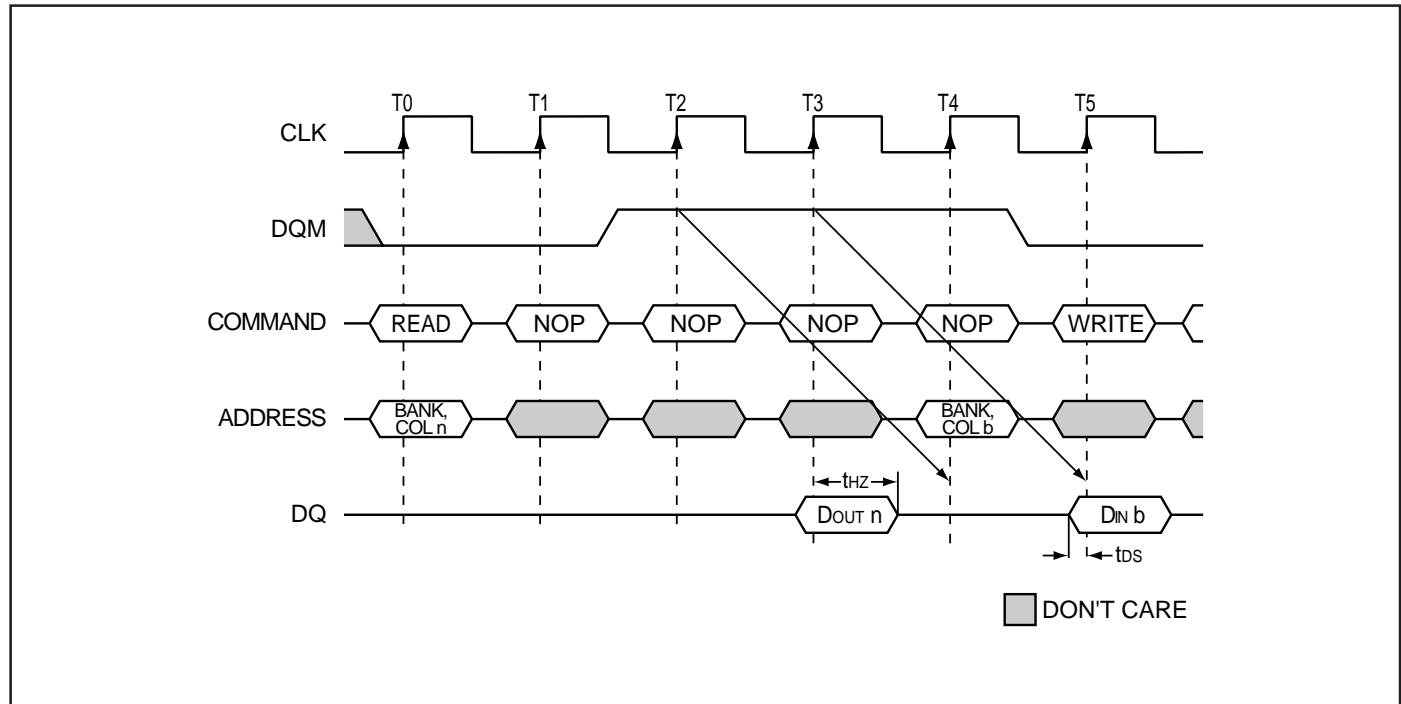 T0 T1 T2 T3 T4 T5
CLK
DQM
COMMAND READ NOP NOP NOP NOP WRITE
ADDRESS BANK, COL n BANK, COL b
tHZ
DQ DOUT n DIN b
tDS
DON'T CARE